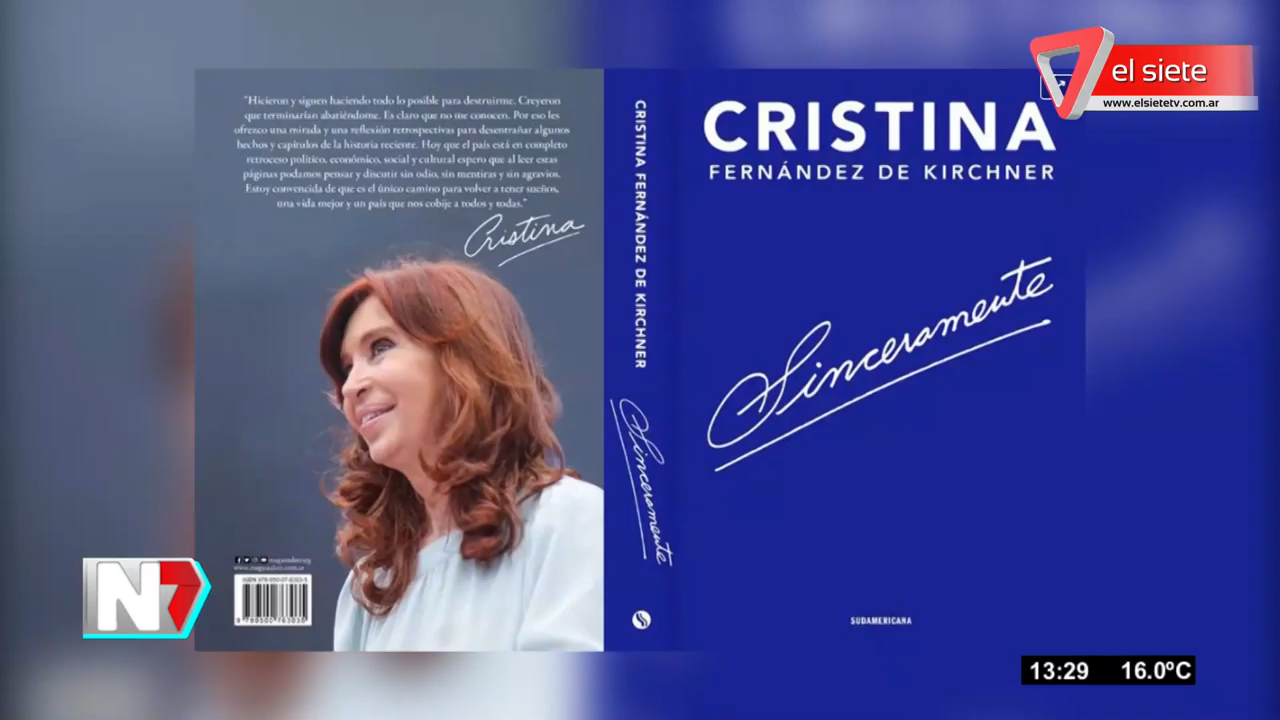 "Hicieron y siguen haciendo todo lo posible para destruirme. Creyeron
que terminarían abatiéndome. Es claro que no me conocen. Por eso les
ofrezco una mirada y una reflexión retrospectivas para desentrañar algunos
hechos y capítulos de la historia reciente. Hoy que el país está en completo
retroceso político, económico, social y cultural espero que al leer estas
páginas podamos pensar y discutir sin odio, sin mentiras y sin agravios.
Estoy convencida de que es el único camino para volver a tener sueños,
una vida mejor y un país que nos cobije a todos y todas."
Cristina
CRISTINA FERNÁNDEZ DE KIRCHNER
Sinceramente
CRISTINA
FERNÁNDEZ DE KIRCHNER
Sinceramente
SUDAMERICANA
el siete
www.elsietetv.com.ar
N7
13:29 16.0ºC